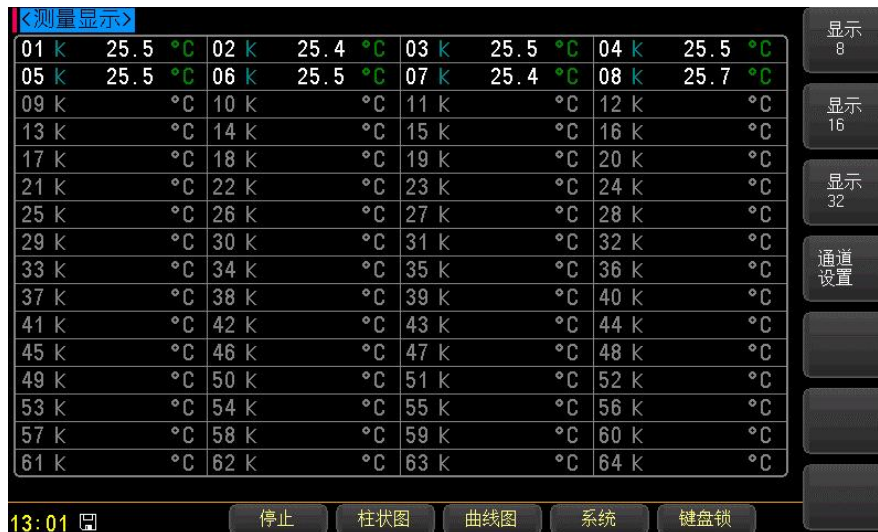 <测量显示>
01 K 25.5 °C 02 K 25.4 °C 03 K 25.5 °C 04 K 25.5 °C
05 K 25.5 °C 06 K 25.5 °C 07 K 25.4 °C 08 K 25.7 °C
09 K °C 10 K °C 11 K °C 12 K °C
13 K °C 14 K °C 15 K °C 16 K °C
17 K °C 18 K °C 19 K °C 20 K °C
21 K °C 22 K °C 23 K °C 24 K °C
25 K °C 26 K °C 27 K °C 28 K °C
29 K °C 30 K °C 31 K °C 32 K °C
33 K °C 34 K °C 35 K °C 36 K °C
37 K °C 38 K °C 39 K °C 40 K °C
41 K °C 42 K °C 43 K °C 44 K °C
45 K °C 46 K °C 47 K °C 48 K °C
49 K °C 50 K °C 51 K °C 52 K °C
53 K °C 54 K °C 55 K °C 56 K °C
57 K °C 58 K °C 59 K °C 60 K °C
61 K °C 62 K °C 63 K °C 64 K °C
显示
8
显示
16
显示
32
通道
设置
13:01
停止 柱状图 曲线图 系统 键盘锁